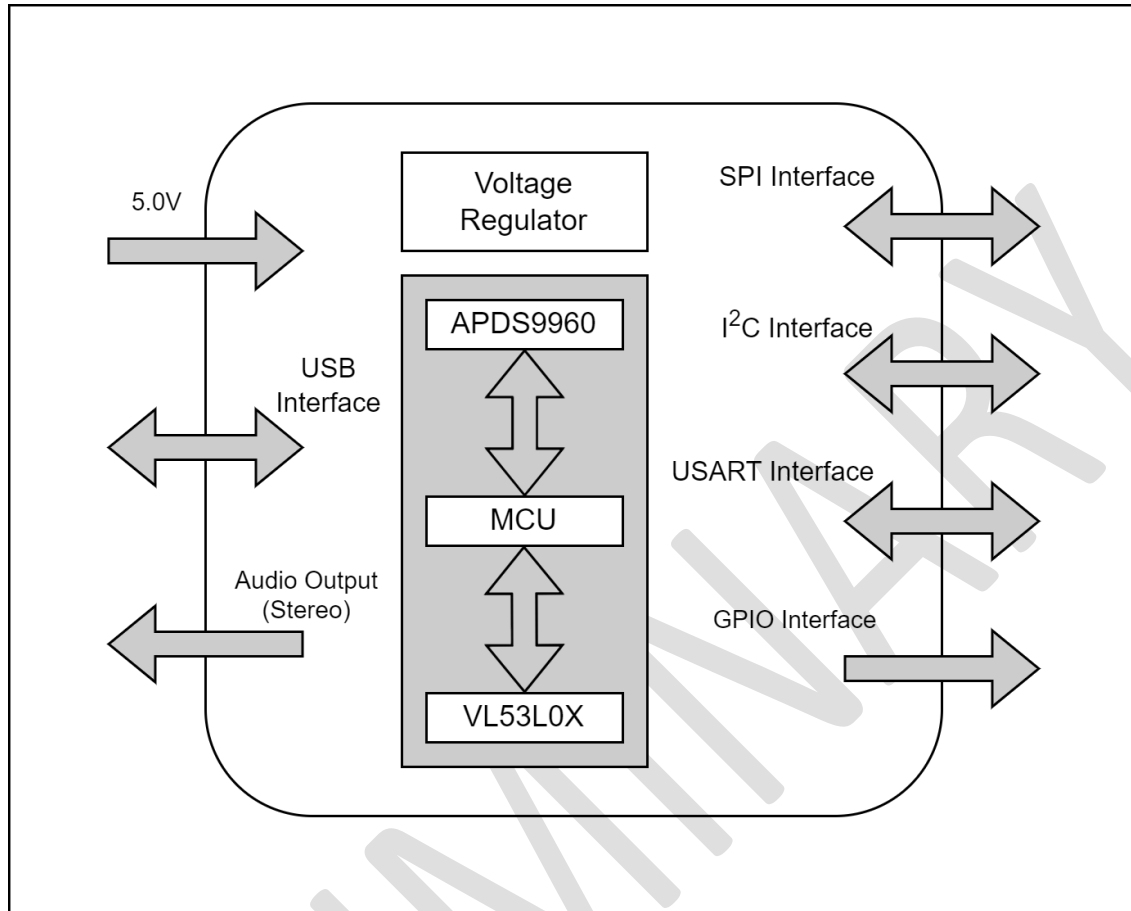 Voltage
Regulator
5.0V
SPI Interface
APDS9960
I²C Interface
USB
Interface
USART Interface
MCU
Audio Output
(Stereo)
GPIO Interface
VL53L0X